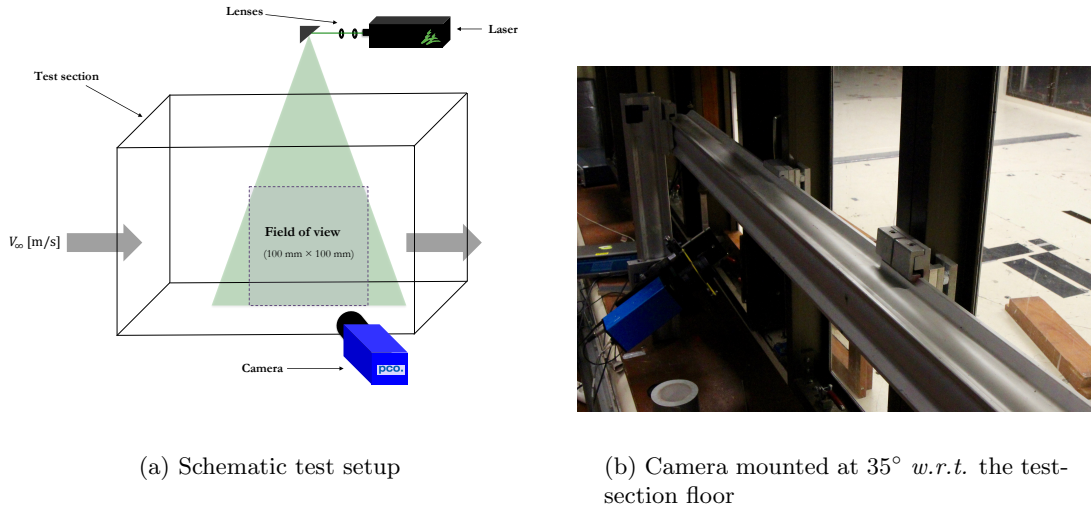 Lenses
Laser
Test section
V∞ [m/s]
Field of view
(100 mm × 100 mm)
Camera
pco.
(a) Schematic test setup
(b) Camera mounted at 35° w.r.t. the test-
section floor